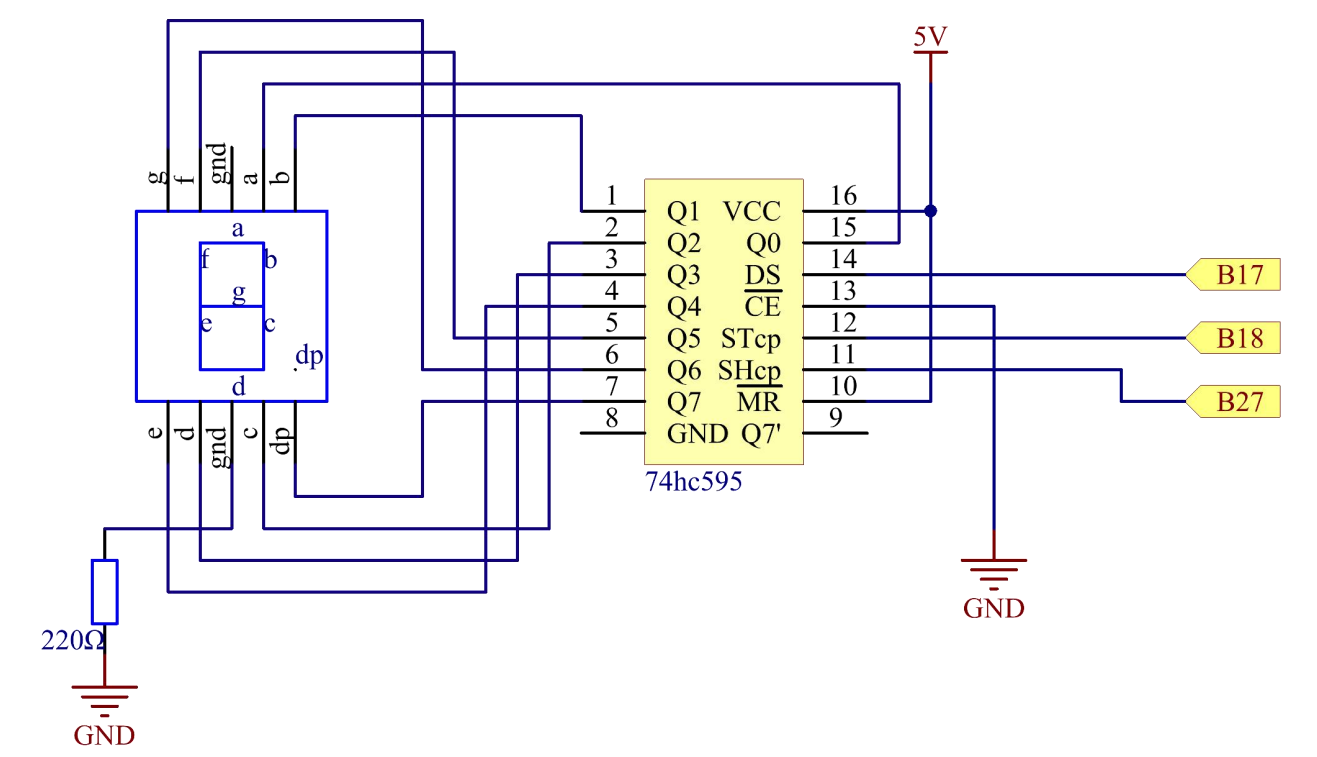 5V
g f gnd a b
a
f b
g
e c
dp
d
e d gnd c dp
1 Q1 VCC 16
2 Q2 Q0 15
3 Q3 DS 14
4 Q4 CE 13
5 Q5 STcp 12
6 Q6 SHcp 11
7 Q7 MR 10
8 GND Q7' 9
74hc595
B17
B18
B27
220Ω
GND
GND